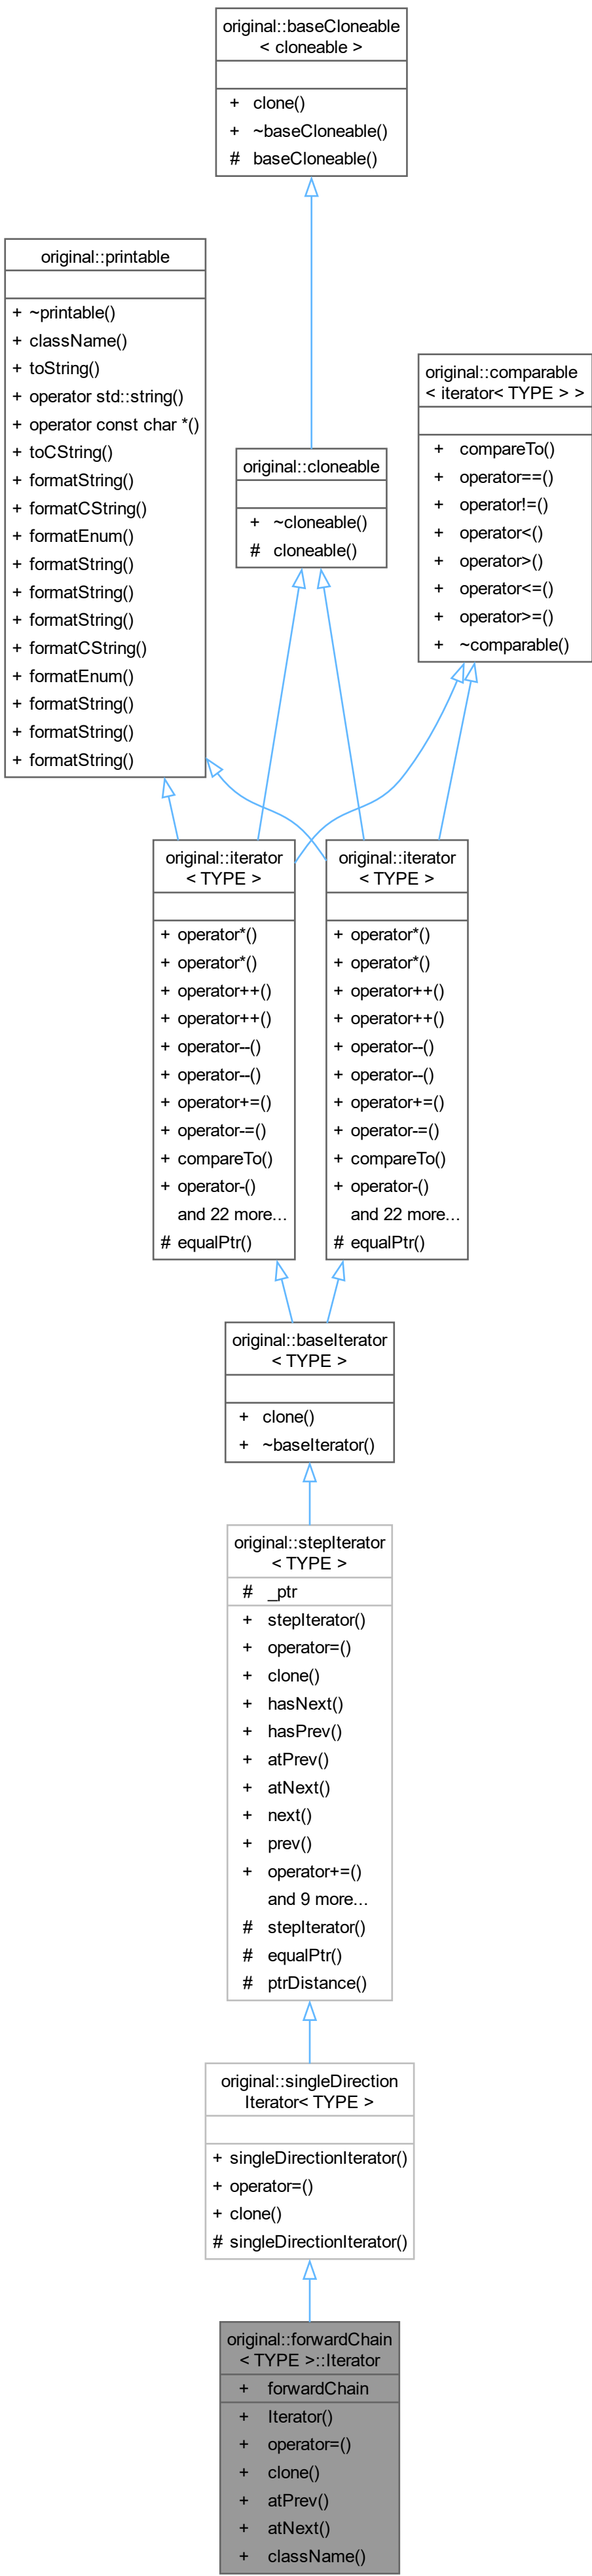 original::baseCloneable
< cloneable >
+ clone()
+ ~baseCloneable()
# baseCloneable()
original::printable
+ ~printable()
+ className()
+ toString()
+ operator std::string()
+ operator const char *()
+ toCString()
+ formatString()
+ formatCString()
+ formatEnum()
+ formatString()
+ formatString()
+ formatString()
+ formatCString()
+ formatEnum()
+ formatString()
+ formatString()
+ formatString()
original::comparable
< iterator< TYPE > >
+ compareTo()
+ operator==()
+ operator!=()
+ operator<()
+ operator>()
+ operator<=()
+ operator>=()
+ ~comparable()
original::cloneable
+ ~cloneable()
# cloneable()
original::iterator
< TYPE >
+ operator*()
+ operator*()
+ operator++()
+ operator++()
+ operator--()
+ operator--()
+ operator+=()
+ operator-=()
+ compareTo()
+ operator-()
and 22 more...
# equalPtr()
original::iterator
< TYPE >
+ operator*()
+ operator*()
+ operator++()
+ operator++()
+ operator--()
+ operator--()
+ operator+=()
+ operator-=()
+ compareTo()
+ operator-()
and 22 more...
# equalPtr()
original::baseIterator
< TYPE >
+ clone()
+ ~baseIterator()
original::stepIterator
< TYPE >
# _ptr
+ stepIterator()
+ operator=()
+ clone()
+ hasNext()
+ hasPrev()
+ atPrev()
+ atNext()
+ next()
+ prev()
+ operator+=()
and 9 more...
# stepIterator()
# equalPtr()
# ptrDistance()
original::singleDirection
Iterator< TYPE >
+ singleDirectionIterator()
+ operator=()
+ clone()
# singleDirectionIterator()
original::forwardChain
< TYPE >::Iterator
+ forwardChain
+ Iterator()
+ operator=()
+ clone()
+ atPrev()
+ atNext()
+ className()